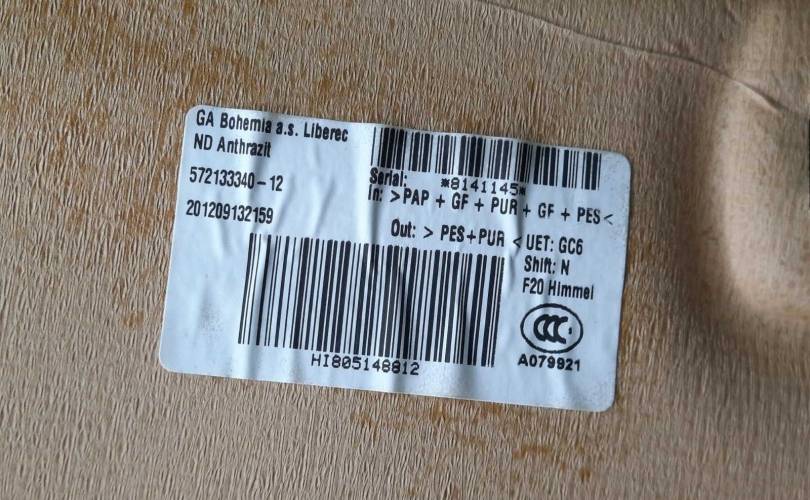 GA Bohemia a.s. Liberec
ND Anthrazit
572133340-12
201209132159
Serial: *8141145*
In: >PAP + GF + PUR + GF + PES<
Out: > PES+PUR < UET: GC6
Shift: N
F20 Himmel
CCC
A079921
HI805148812